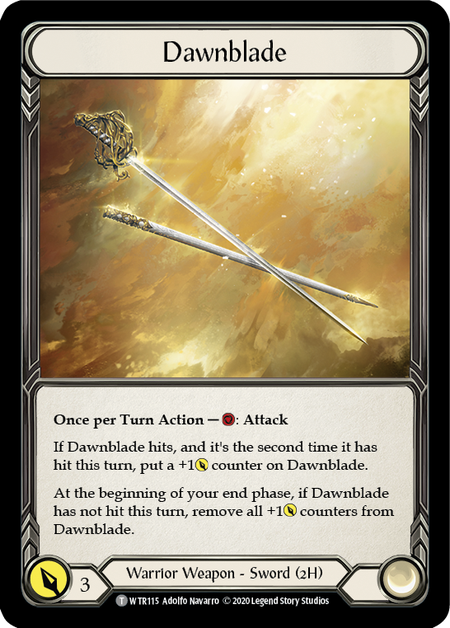 Dawnblade
Once per Turn Action — : Attack
If Dawnblade hits, and it's the second time it has
hit this turn, put a +1 counter on Dawnblade.
At the beginning of your end phase, if Dawnblade
has not hit this turn, remove all +1 counters from
Dawnblade.
3
Warrior Weapon - Sword (2H)
T WTR115 Adolfo Navarro © 2020 Legend Story Studios